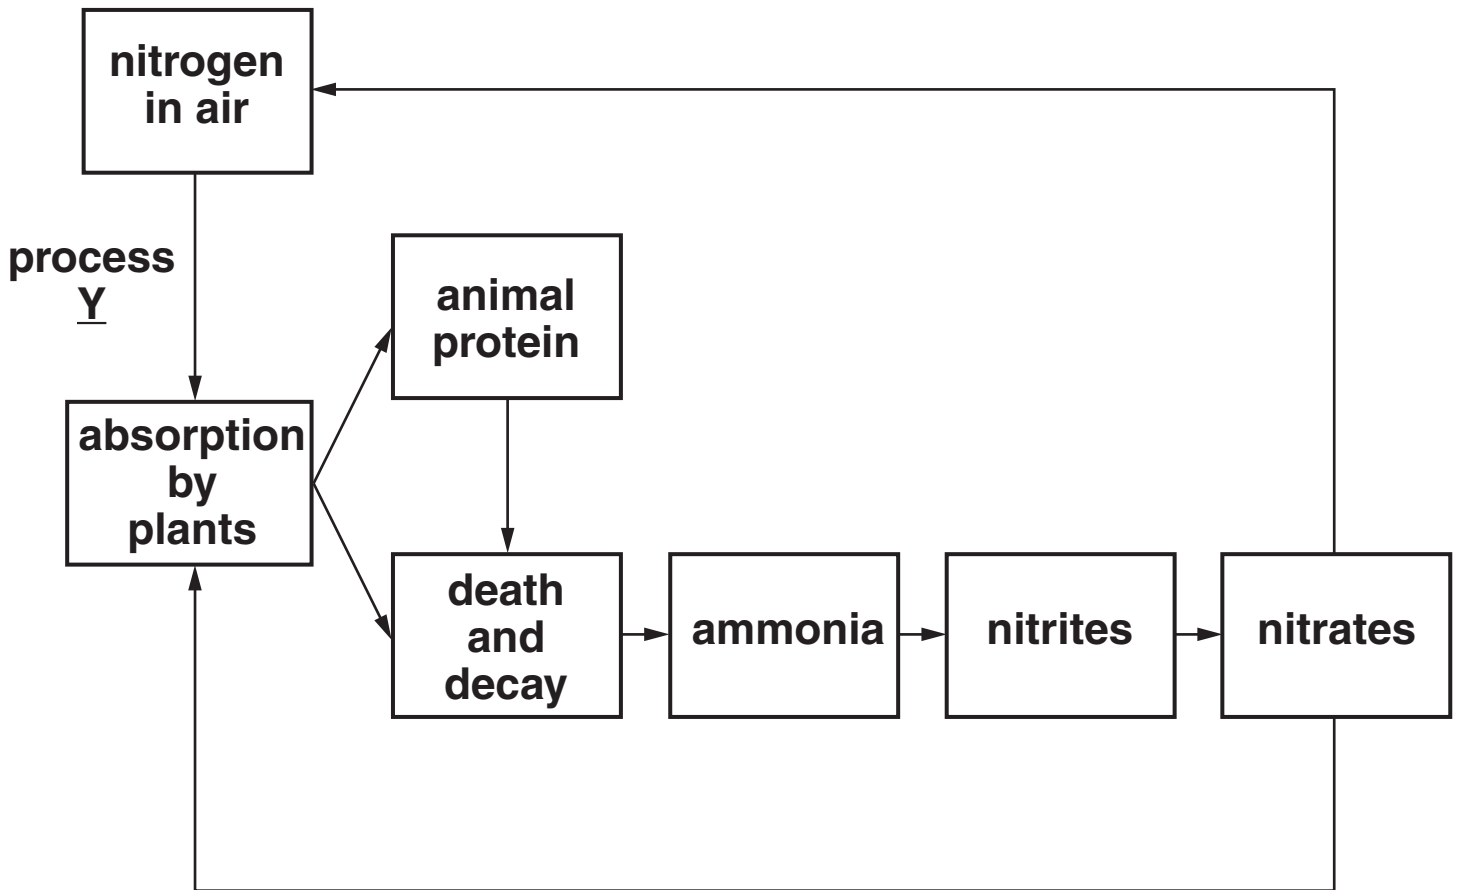 nitrogen
in air
process
Y
animal
protein
absorption
by
plants
death
and
decay
ammonia
nitrites
nitrates